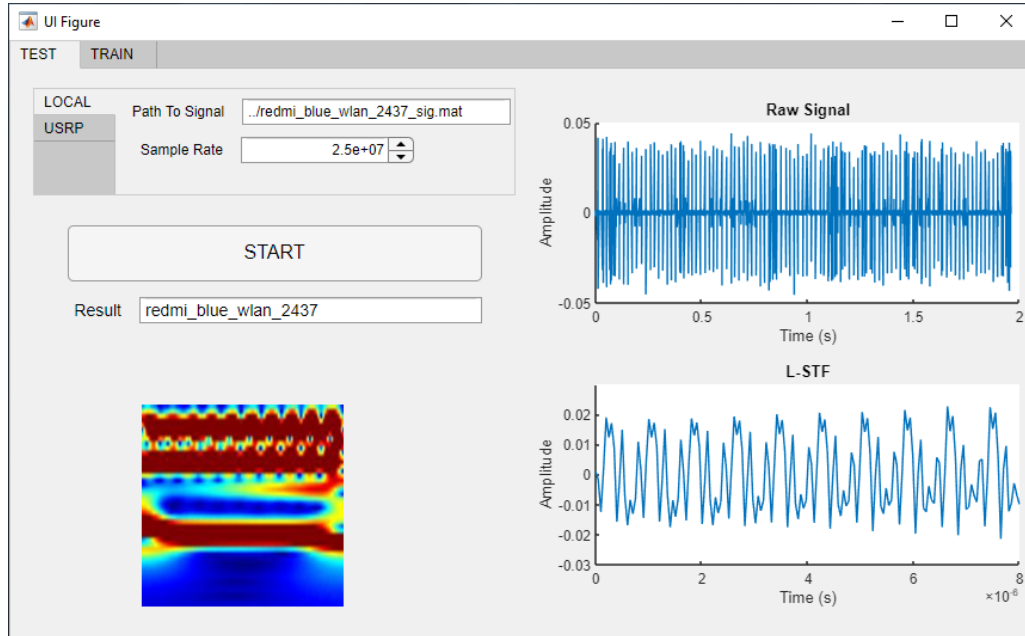 UI Figure
TEST TRAIN
LOCAL
USRP
Path To Signal ../redmi_blue_wlan_2437_sig.mat
Sample Rate 2.5e+07
START
Result redmi_blue_wlan_2437
Raw Signal
0.05
0
-0.05
Amplitude
0 0.5 1 1.5 2
Time (s)
L-STF
0.02
0.01
0
-0.01
-0.02
-0.03
Amplitude
0 2 4 6 8
Time (s) ×10⁻⁶